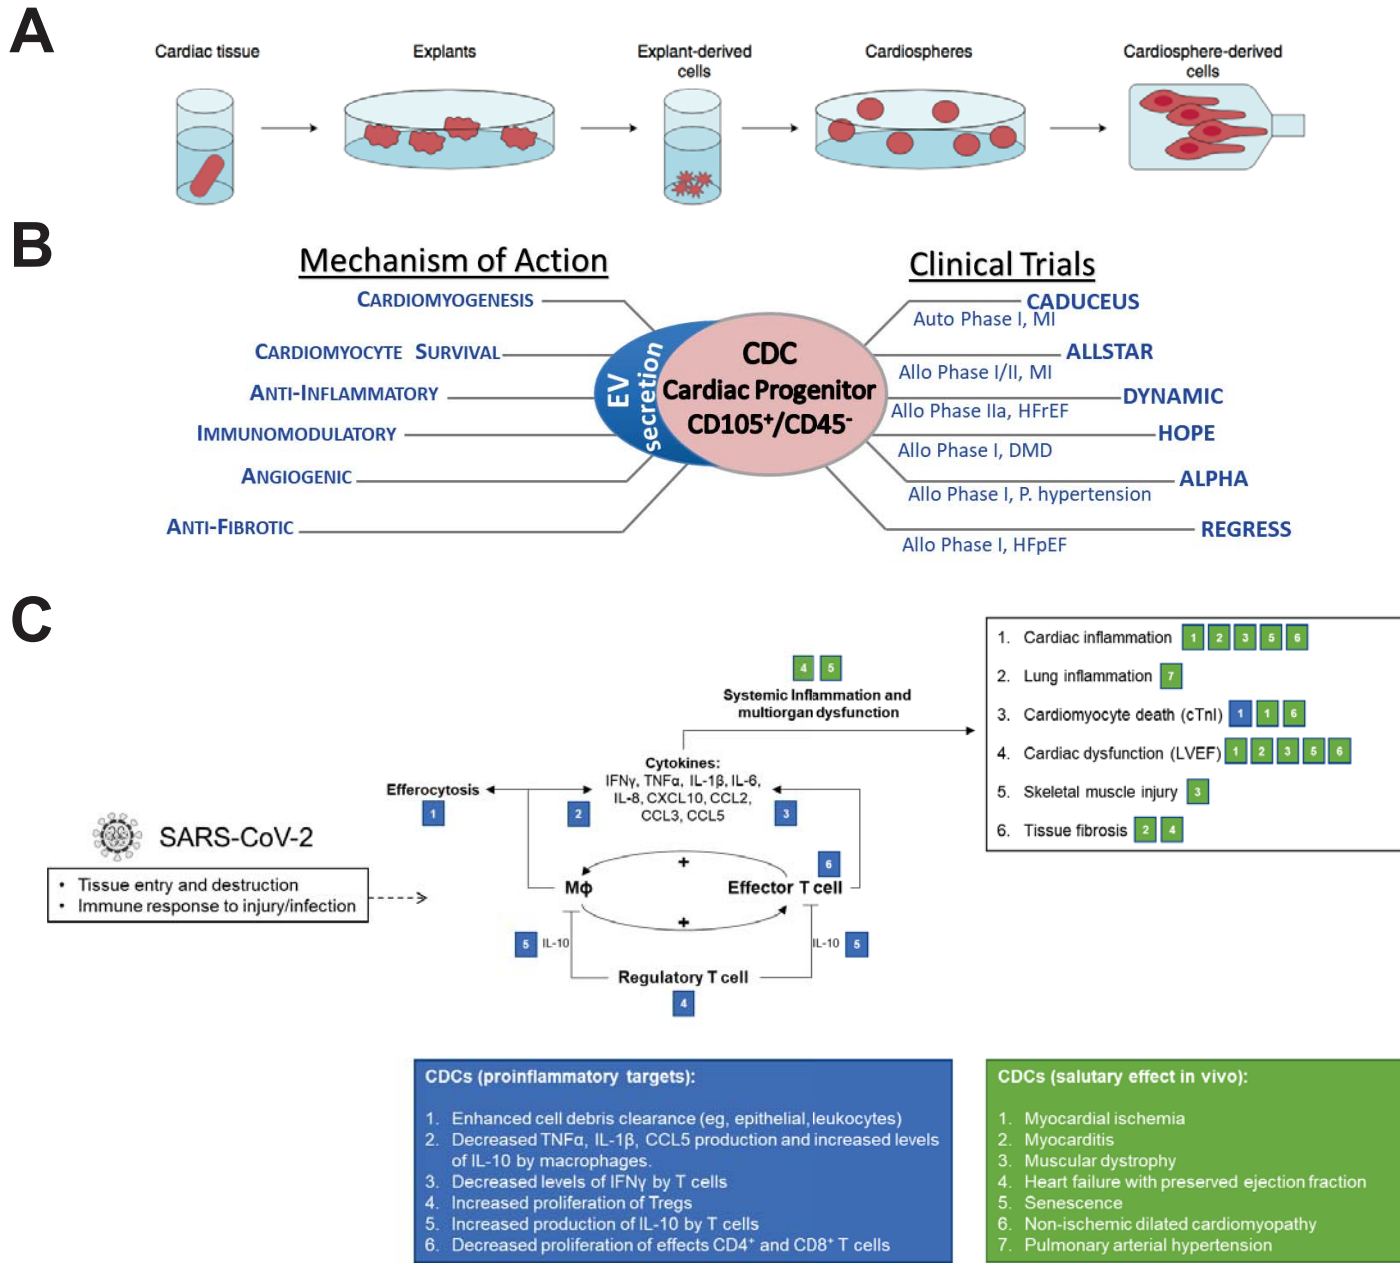 A
Cardiac tissue
Explants
Explant-derived
cells
Cardiospheres
Cardiosphere-derived
cells
B
Mechanism of Action
Clinical Trials
CARDIOMYOGENESIS
CARDIOMYOCYTE SURVIVAL
ANTI-INFLAMMATORY
IMMUNOMODULATORY
ANGIOGENIC
ANTI-FIBROTIC
EV
secretion
CDC
Cardiac Progenitor
CD105⁺/CD45⁻
CADUCEUS
Auto Phase I, MI
ALLSTAR
Allo Phase I/II, MI
DYNAMIC
Allo Phase IIa, HFrEF
HOPE
Allo Phase I, DMD
ALPHA
Allo Phase I, P. hypertension
REGRESS
Allo Phase I, HFpEF
C
SARS-CoV-2
• Tissue entry and destruction
• Immune response to injury/infection
Efferocytosis
1
2
Cytokines:
IFNγ, TNFα, IL-1β, IL-6,
IL-8, CXCL10, CCL2,
CCL3, CCL5
3
4 5
Systemic Inflammation and
multiorgan dysfunction
+
6
Mϕ
Effector T cell
+
5 IL-10
IL-10 5
Regulatory T cell
4
1. Cardiac inflammation 1 2 3 5 6
2. Lung inflammation 7
3. Cardiomyocyte death (cTnI) 1 1 6
4. Cardiac dysfunction (LVEF) 1 2 3 5 6
5. Skeletal muscle injury 3
6. Tissue fibrosis 2 4
CDCs (proinflammatory targets):
1. Enhanced cell debris clearance (eg, epithelial, leukocytes)
2. Decreased TNFα, IL-1β, CCL5 production and increased levels
of IL-10 by macrophages.
3. Decreased levels of IFNγ by T cells
4. Increased proliferation of Tregs
5. Increased production of IL-10 by T cells
6. Decreased proliferation of effects CD4⁺ and CD8⁺ T cells
CDCs (salutary effect in vivo):
1. Myocardial ischemia
2. Myocarditis
3. Muscular dystrophy
4. Heart failure with preserved ejection fraction
5. Senescence
6. Non-ischemic dilated cardiomyopathy
7. Pulmonary arterial hypertension